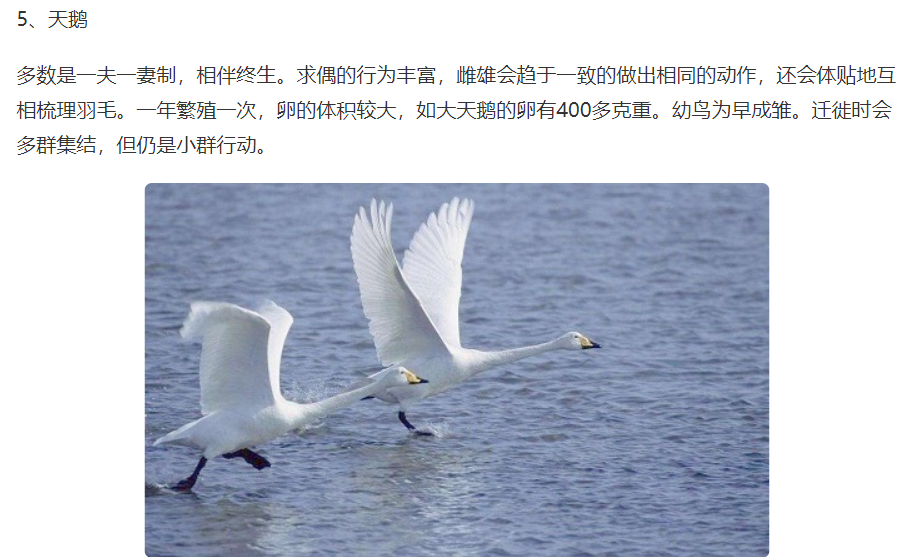 5、天鹅
多数是一夫一妻制，相伴终生。求偶的行为丰富，雌雄会趋于一致的做出相同的动作，还会体贴地互
相梳理羽毛。一年繁殖一次，卵的体积较大，如大天鹅的卵有400多克重。幼鸟为早成雏。迁徙时会
多群集结，但仍是小群行动。